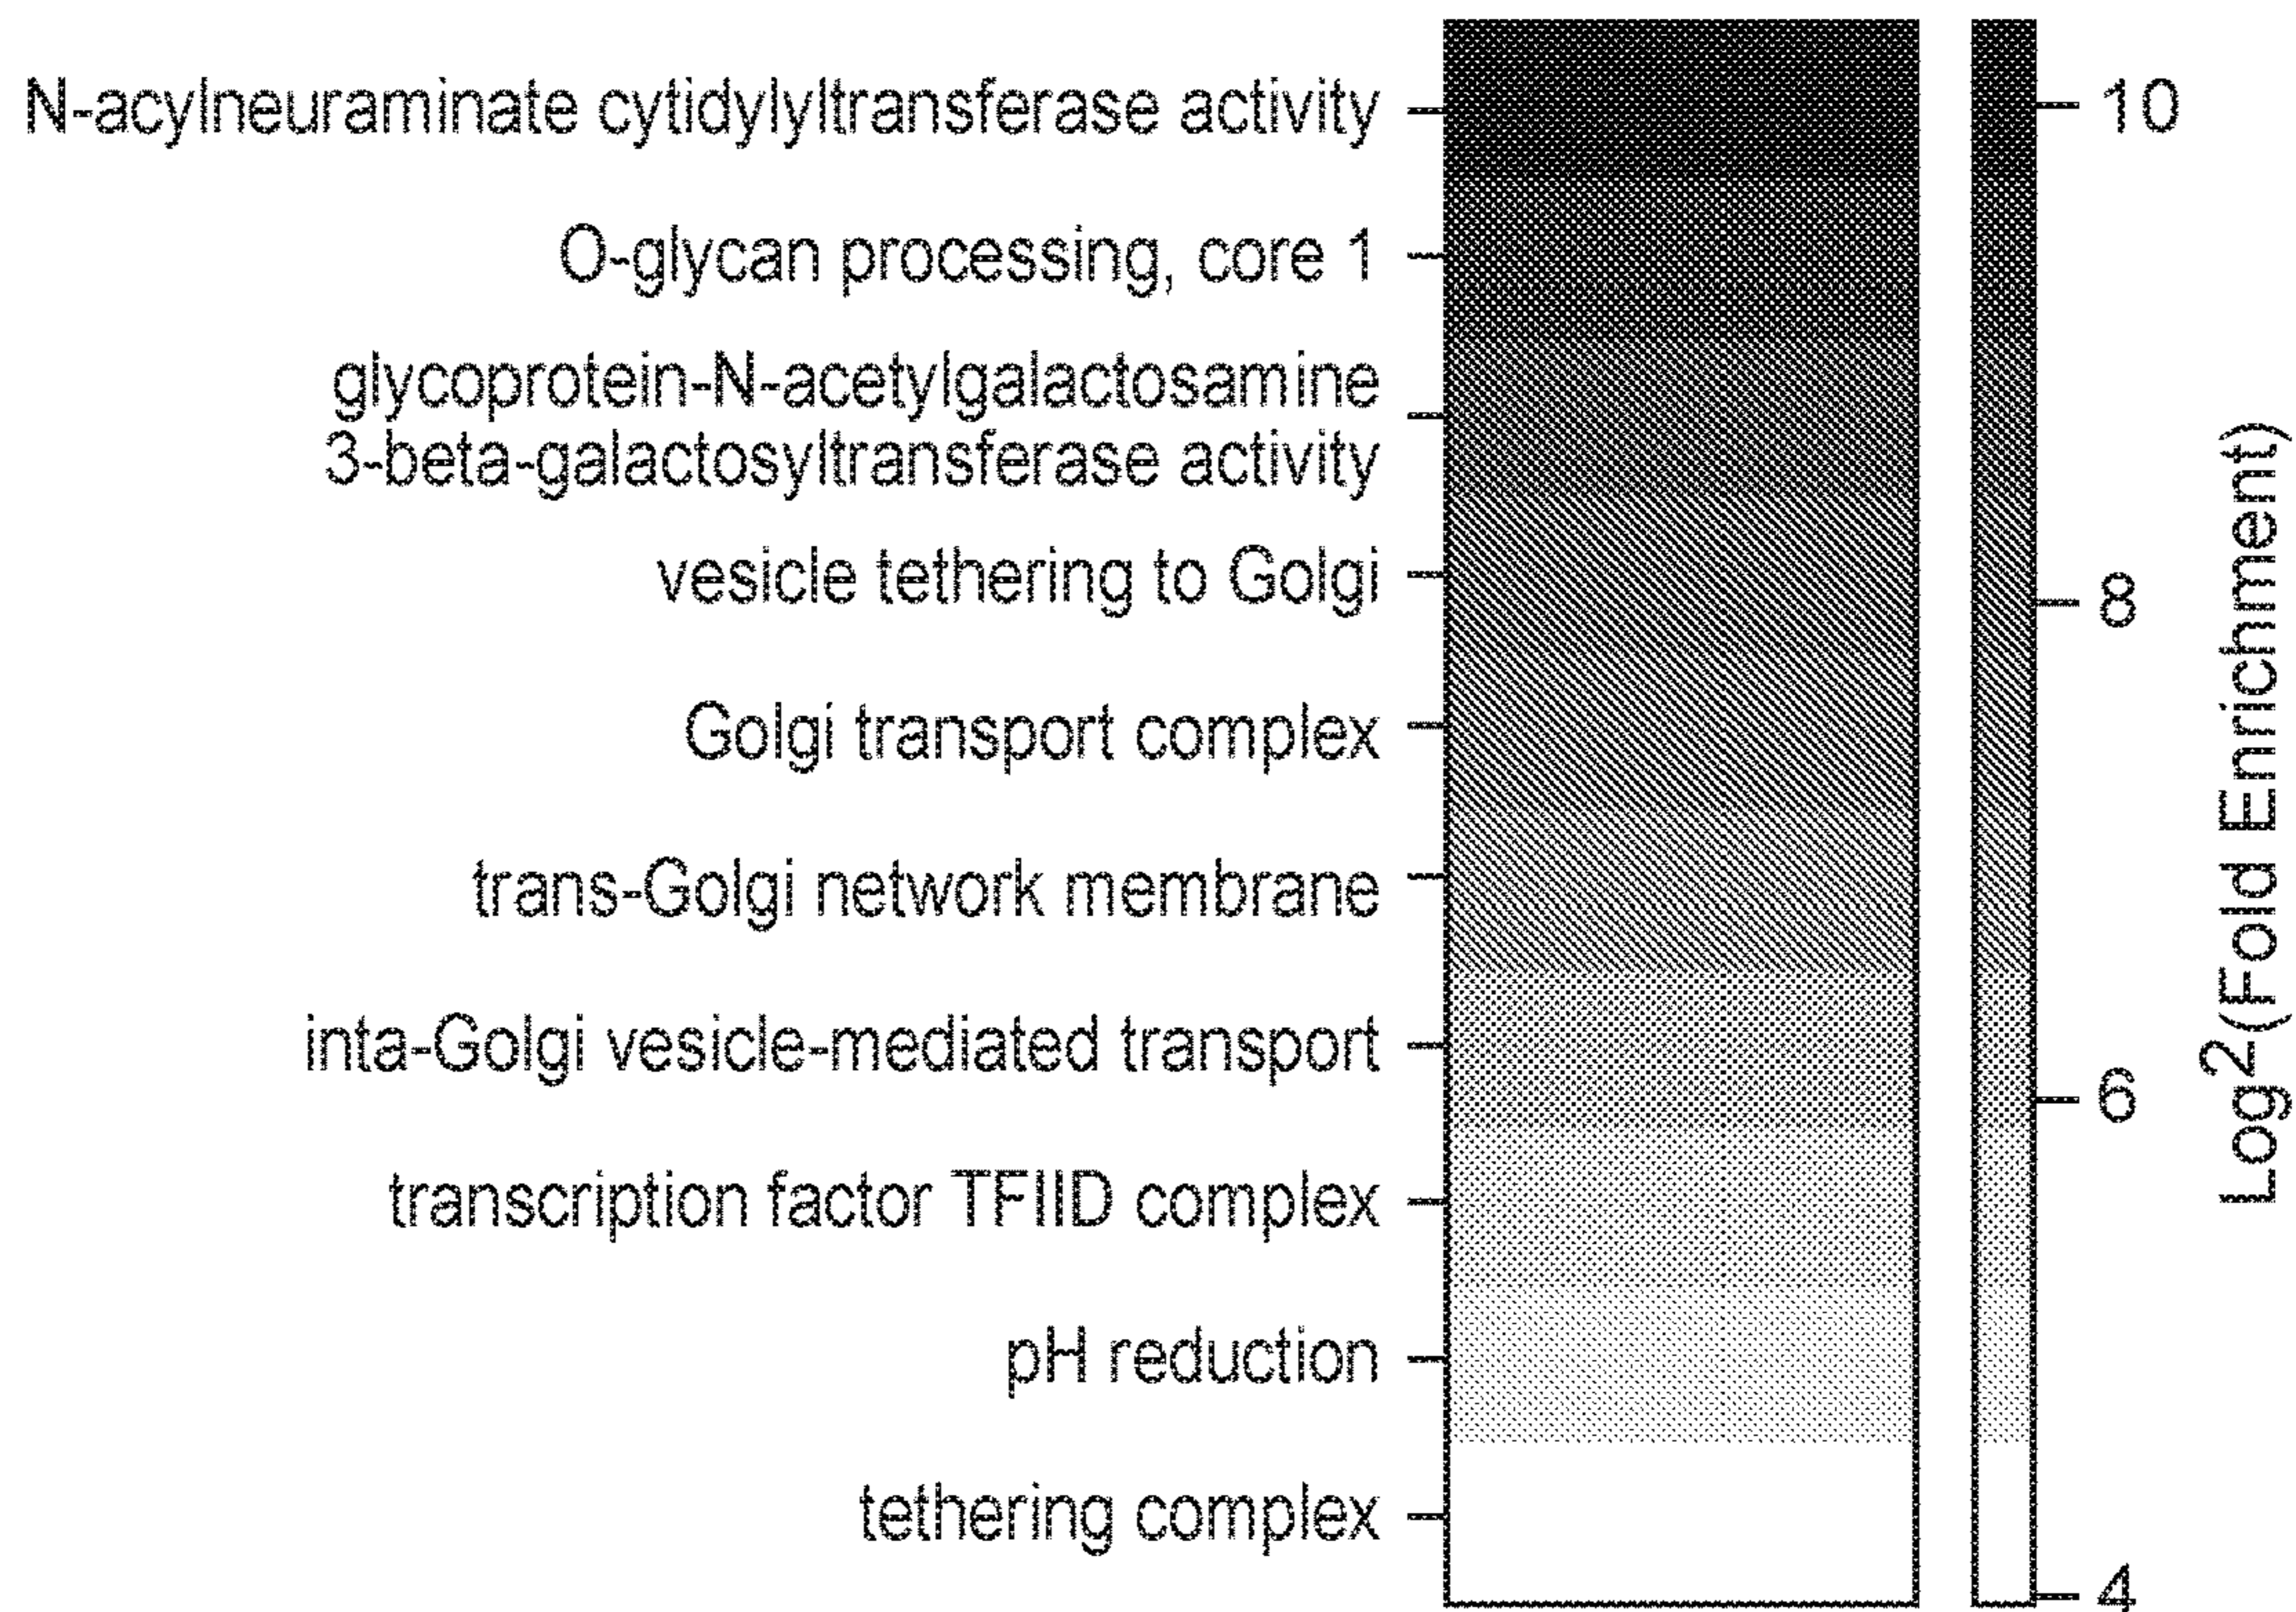 N-acylneuraminate cytidylyltransferase activity
O-glycan processing, core 1
glycoprotein-N-acetylgalactosamine
3-beta-galactosyltransferase activity
vesicle tethering to Golgi
Golgi transport complex
trans-Golgi network membrane
inta-Golgi vesicle-mediated transport
transcription factor TFIID complex
pH reduction
tethering complex
10
8
6
4
Log2(Fold Enrichment)